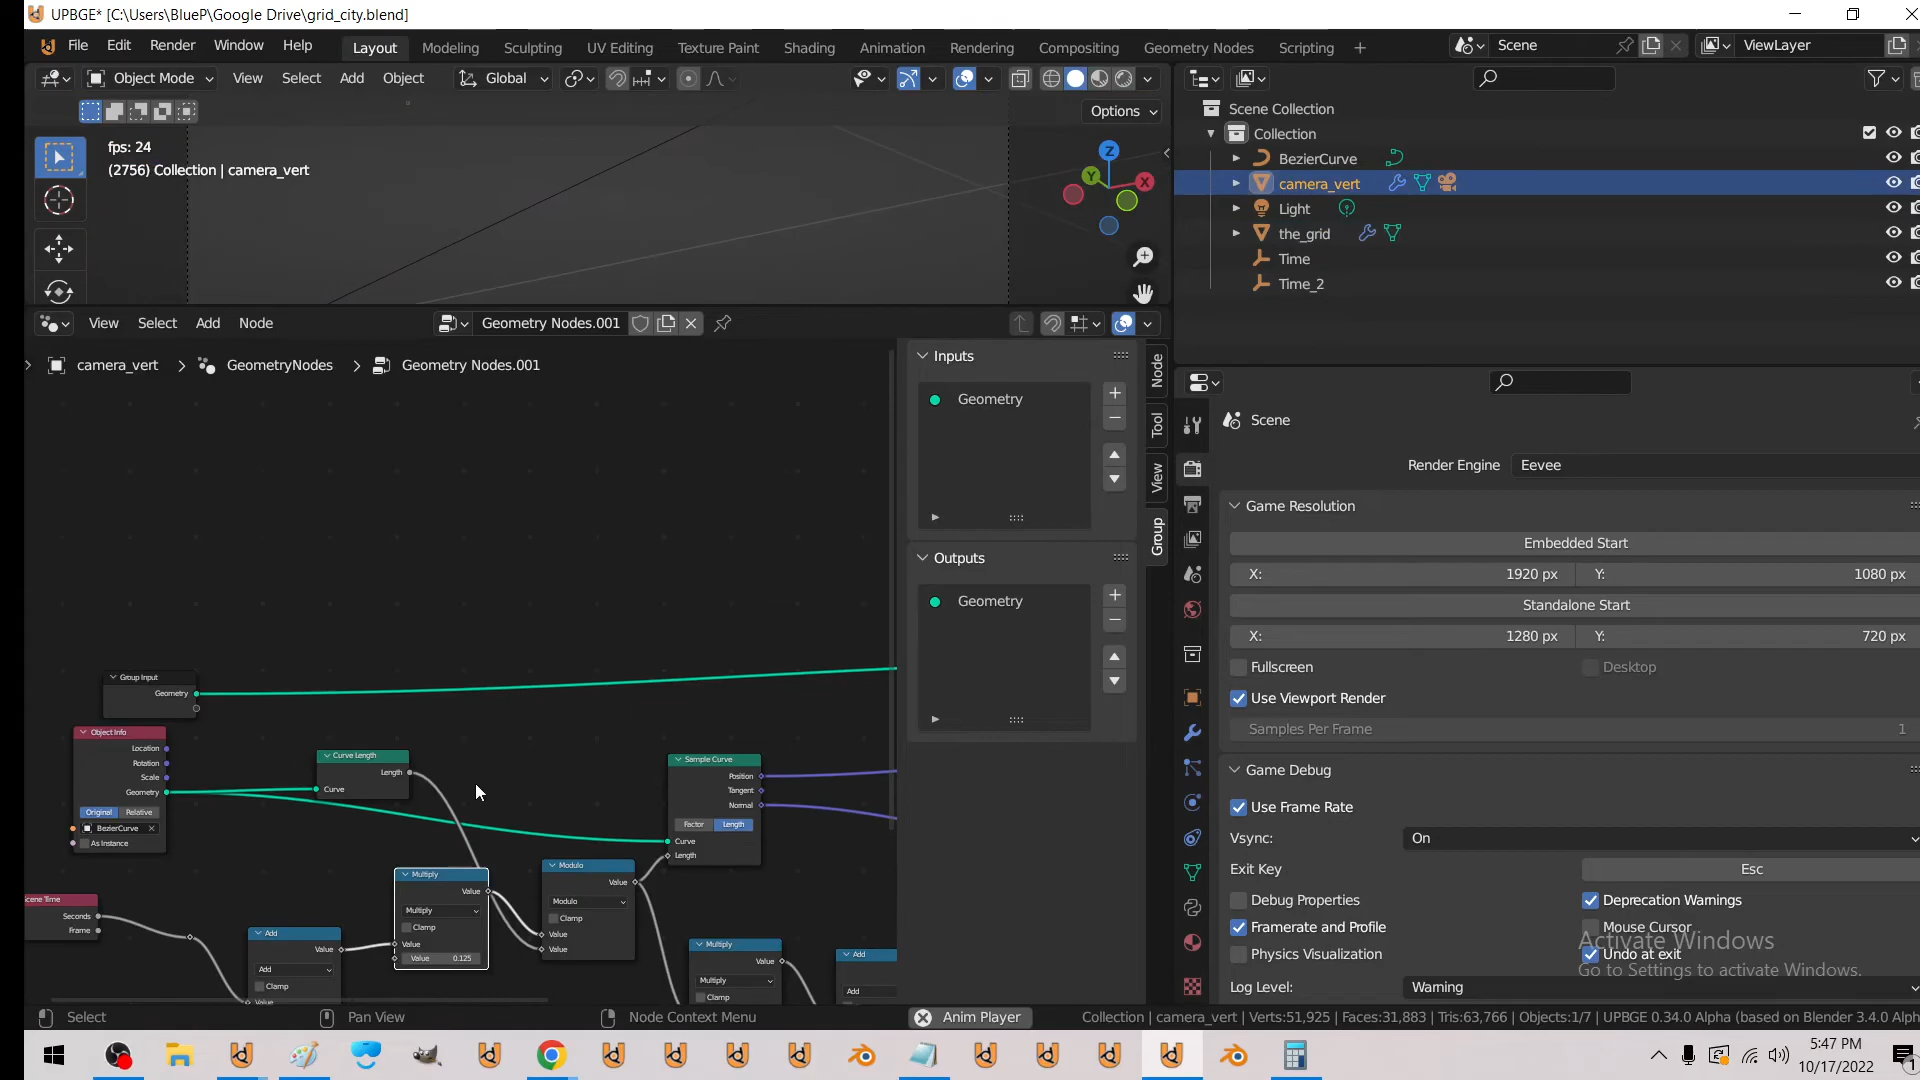 UPBGE* [C:\Users\BlueP\Google Drive\grid_city.blend]
File Edit Render Window Help Layout Modeling Sculpting UV Editing Texture Paint Shading Animation Rendering Compositing Geometry Nodes Scripting + Scene ViewLayer
Object Mode View Select Add Object Global
Options
fps: 24
(2756) Collection | camera_vert
Z
Y
X
Scene Collection
Collection
BezierCurve
camera_vert
Light
the_grid
Time
Time_2
View Select Add Node Geometry Nodes.001
camera_vert > GeometryNodes > Geometry Nodes.001
Inputs
Geometry
Outputs
Geometry
Node
Tool
View
Group
Group Input
Geometry
Object Info
Location
Rotation
Scale
Geometry
Original Relative
BezierCurve
As Instance
Curve Length
Length
Curve
Sample Curve
Position
Tangent
Normal
Factor Length
Curve
Length
Scene Time
Seconds
Frame
Add
Value
Add
Clamp
Value
Multiply
Value
Multiply
Clamp
Value
Value 0.125
Modulo
Value
Modulo
Clamp
Value
Value
Multiply
Value
Multiply
Clamp
Add
Add
Scene
Render Engine Eevee
Game Resolution
Embedded Start
X: 1920 px Y: 1080 px
Standalone Start
X: 1280 px Y: 720 px
Fullscreen Desktop
Use Viewport Render
Samples Per Frame 1
Game Debug
Use Frame Rate
Vsync: On
Exit Key Esc
Debug Properties Deprecation Warnings
Framerate and Profile Mouse Cursor
Physics Visualization Undo at exit
Log Level: Warning
Activate Windows
Go to Settings to activate Windows.
Select Pan View Node Context Menu Anim Player Collection | camera_vert | Verts:51,925 | Faces:31,883 | Tris:63,766 | Objects:1/7 | UPBGE 0.34.0 Alpha (based on Blender 3.4.0 Alph
5:47 PM
10/17/2022
1